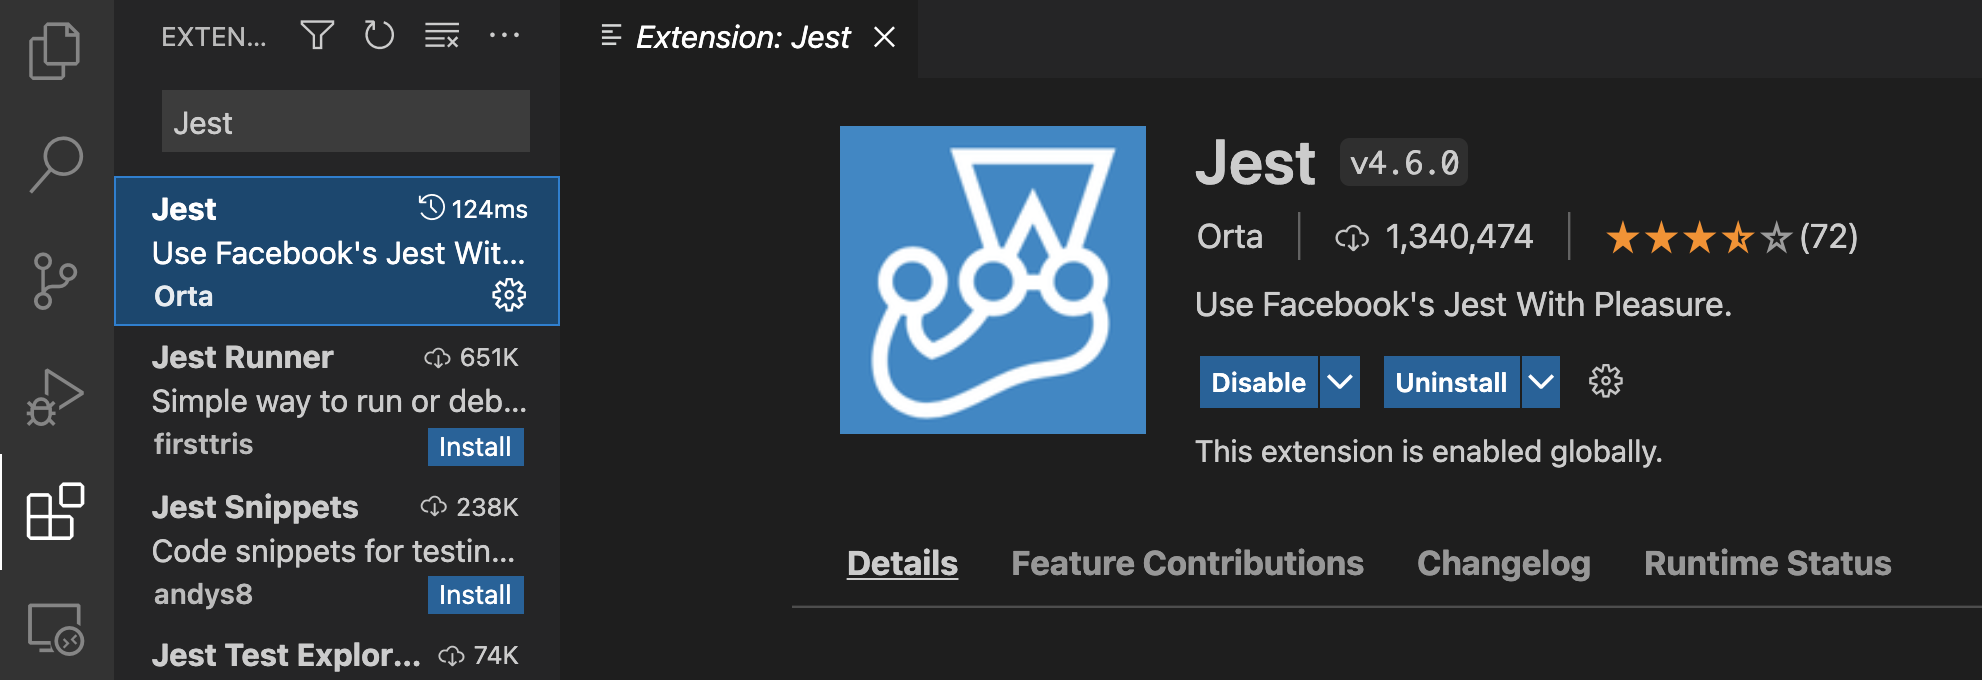 EXTEN...
Jest
Jest 124ms
Use Facebook's Jest Wit...
Orta
Jest Runner 651K
Simple way to run or deb...
firsttris Install
Jest Snippets 238K
Code snippets for testin...
andys8 Install
Jest Test Explor... 74K
Extension: Jest
Jest v4.6.0
Orta 1,340,474 (72)
Use Facebook's Jest With Pleasure.
Disable Uninstall
This extension is enabled globally.
Details Feature Contributions Changelog Runtime Status